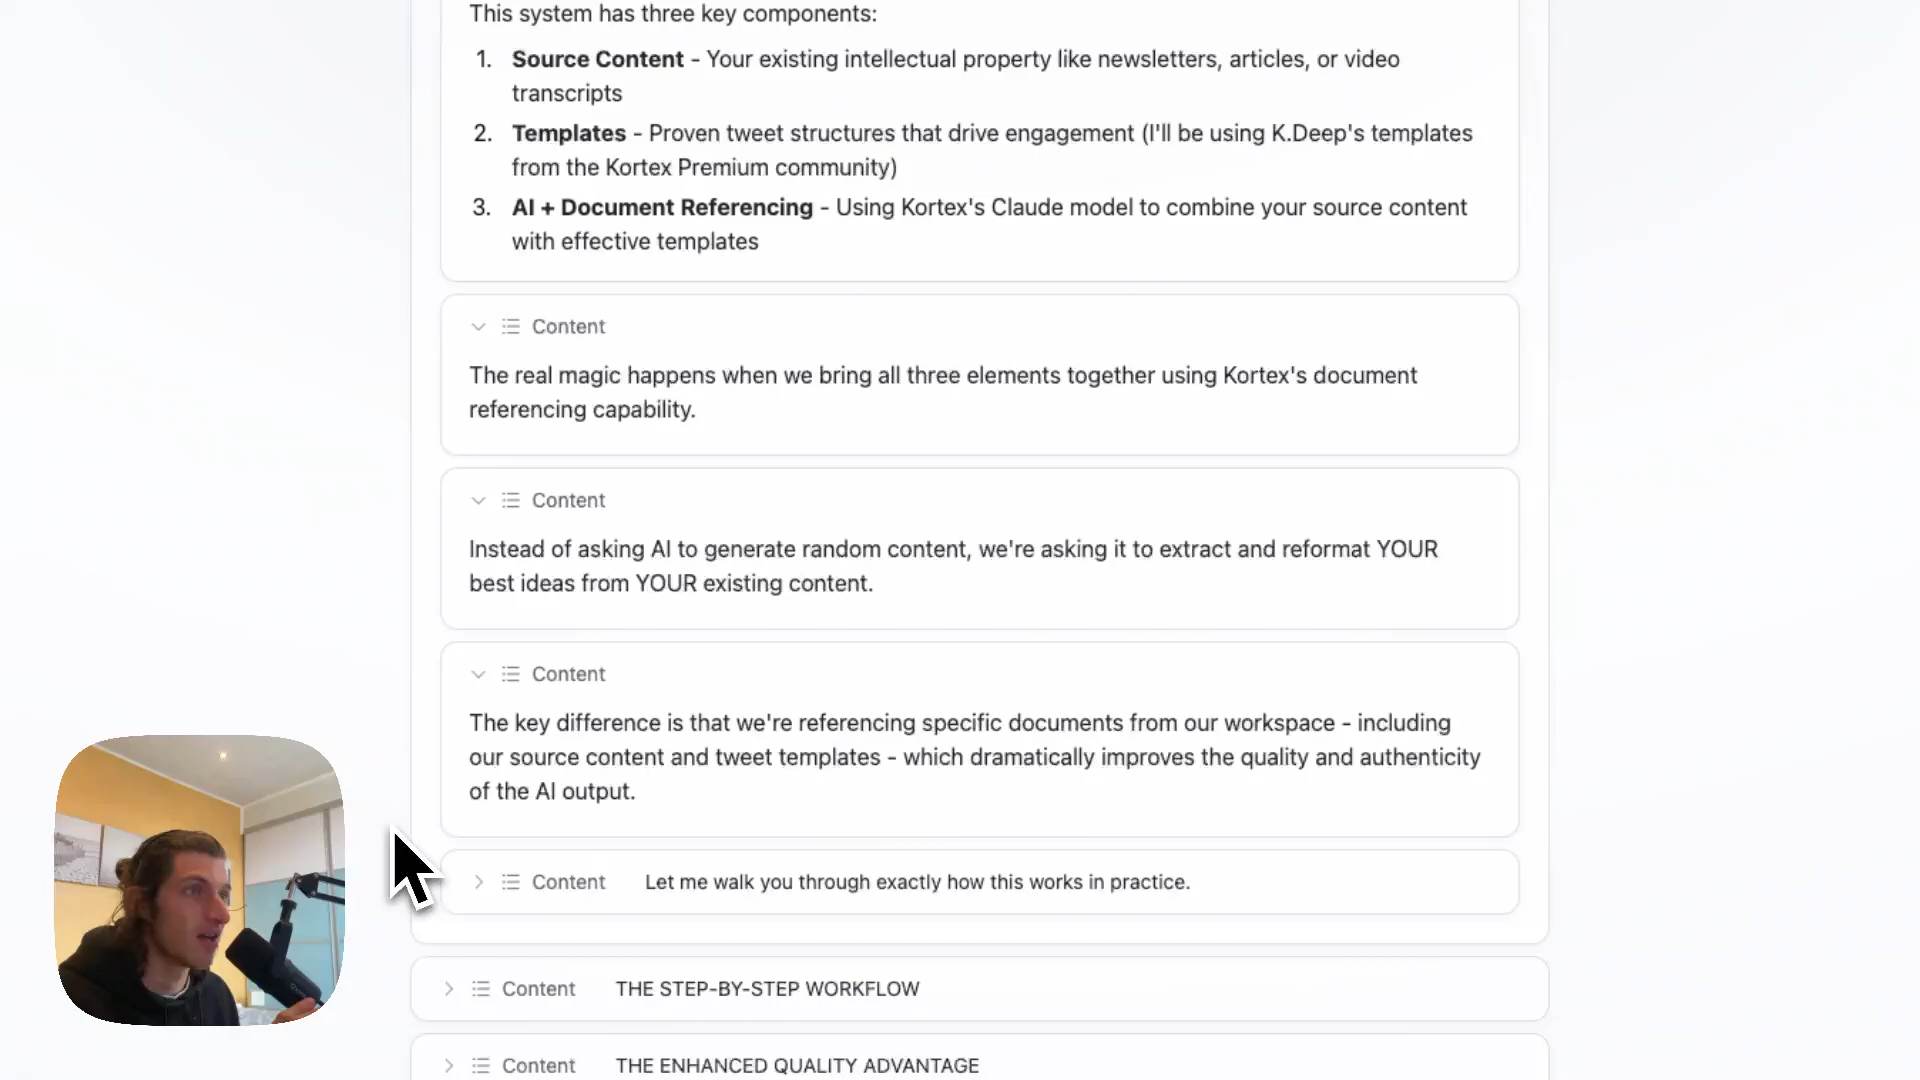 This system has three key components:
1. Source Content - Your existing intellectual property like newsletters, articles, or video
transcripts
2. Templates - Proven tweet structures that drive engagement (I'll be using K.Deep's templates
from the Kortex Premium community)
3. AI + Document Referencing - Using Kortex's Claude model to combine your source content
with effective templates
Content
The real magic happens when we bring all three elements together using Kortex's document
referencing capability.
Content
Instead of asking AI to generate random content, we're asking it to extract and reformat YOUR
best ideas from YOUR existing content.
Content
The key difference is that we're referencing specific documents from our workspace - including
our source content and tweet templates - which dramatically improves the quality and authenticity
of the AI output.
Content Let me walk you through exactly how this works in practice.
Content THE STEP-BY-STEP WORKFLOW
Content THE ENHANCED QUALITY ADVANTAGE